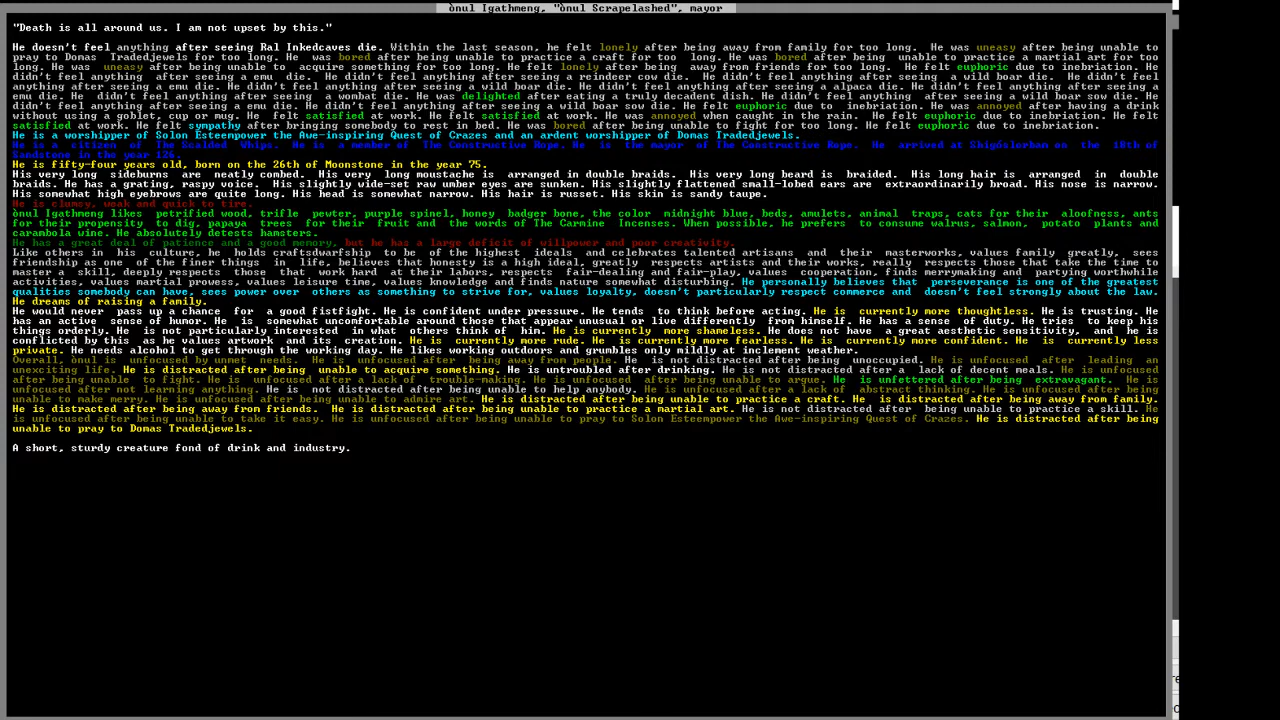 ònul Igathmeng, "ònul Scrapelashed", mayor
"Death is all around us. I am not upset by this."
He doesn't feel anything after seeing Ral Inkedcaves die. Within the last season, he felt lonely after being away from family for too long. He was uneasy after being unable to
pray to Domas Tradedjewels for too long. He was bored after being unable to practice a craft for too long. He was bored after being unable to practice a martial art for too
long. He was uneasy after being unable to acquire something for too long. He felt lonely after being away from friends for too long. He felt euphoric due to inebriation. He
didn't feel anything after seeing a emu die. He didn't feel anything after seeing a reindeer cow die. He didn't feel anything after seeing a wild boar die. He didn't feel
anything after seeing a emu die. He didn't feel anything after seeing a wild boar die. He didn't feel anything after seeing a alpaca die. He didn't feel anything after seeing a
emu die. He didn't feel anything after seeing a wombat die. He was delighted after eating a truly decadent dish. He didn't feel anything after seeing a wild boar sow die. He
didn't feel anything after seeing a emu die. He didn't feel anything after seeing a wild boar sow die. He felt euphoric due to inebriation. He was annoyed after having a drink
without using a goblet, cup or mug. He felt satisfied at work. He felt satisfied at work. He was annoyed when caught in the rain. He felt euphoric due to inebriation. He felt
satisfied at work. He felt sympathy after bringing somebody to rest in bed. He was bored after being unable to fight for too long. He felt euphoric due to inebriation.
He is a worshipper of Solon Esteempower the Awe-inspiring Quest of Crazes and an ardent worshipper of Domas Tradedjewels.
He is a citizen of The Scalded Whips. He is a member of The Constructive Rope. He is the mayor of The Constructive Rope. He arrived at Shigóslorban on the 18th of
Sandstone in the year 126.
He is fifty-four years old, born on the 26th of Moonstone in the year 75.
His very long sideburns are neatly combed. His very long moustache is arranged in double braids. His very long beard is braided. His long hair is arranged in double
braids. He has a grating, raspy voice. His slightly wide-set raw umber eyes are sunken. His slightly flattened small-lobed ears are extraordinarily broad. His nose is narrow.
His somewhat high eyebrows are quite long. His head is somewhat narrow. His hair is russet. His skin is sandy taupe.
He is clumsy, weak and quick to tire.
ònul Igathmeng likes petrified wood, trifle pewter, purple spinel, honey badger bone, the color midnight blue, beds, amulets, animal traps, cats for their aloofness, ants
for their propensity to dig, papaya trees for their fruit and the words of The Carmine Incenses. When possible, he prefers to consume walrus, salmon, potato plants and
carambola wine. He absolutely detests hamsters.
He has a great deal of patience and a good memory, but he has a large deficit of willpower and poor creativity.
Like others in his culture, he holds craftsdwarfship to be of the highest ideals and celebrates talented artisans and their masterworks, values family greatly, sees
friendship as one of the finer things in life, believes that honesty is a high ideal, greatly respects artists and their works, really respects those that take the time to
master a skill, deeply respects those that work hard at their labors, respects fair-dealing and fair-play, values cooperation, finds merrymaking and partying worthwhile
activities, values martial prowess, values leisure time, values knowledge and finds nature somewhat disturbing. He personally believes that perseverance is one of the greatest
qualities somebody can have, sees power over others as something to strive for, values loyalty, doesn't particularly respect commerce and doesn't feel strongly about the law.
He dreams of raising a family.
He would never pass up a chance for a good fistfight. He is confident under pressure. He tends to think before acting. He is currently more thoughtless. He is trusting. He
has an active sense of humor. He is somewhat uncomfortable around those that appear unusual or live differently from himself. He has a sense of duty. He tries to keep his
things orderly. He is not particularly interested in what others think of him. He is currently more shameless. He does not have a great aesthetic sensitivity, and he is
conflicted by this as he values artwork and its creation. He is currently more rude. He is currently more fearless. He is currently more confident. He is currently less
private. He needs alcohol to get through the working day. He likes working outdoors and grumbles only mildly at inclement weather.
Overall, ònul is unfocused by unmet needs. He is unfocused after being away from people. He is not distracted after being unoccupied. He is unfocused after leading an
unexciting life. He is distracted after being unable to acquire something. He is untroubled after drinking. He is not distracted after a lack of decent meals. He is unfocused
after being unable to fight. He is unfocused after a lack of trouble-making. He is unfocused after being unable to argue. He is unfettered after being extravagant. He is
unfocused after not learning anything. He is not distracted after being unable to help anybody. He is unfocused after a lack of abstract thinking. He is unfocused after being
unable to make merry. He is unfocused after being unable to admire art. He is distracted after being unable to practice a craft. He is distracted after being away from family.
He is distracted after being away from friends. He is distracted after being unable to practice a martial art. He is not distracted after being unable to practice a skill. He
is unfocused after being unable to take it easy. He is unfocused after being unable to pray to Solon Esteempower the Awe-inspiring Quest of Crazes. He is distracted after being
unable to pray to Domas Tradedjewels.
A short, sturdy creature fond of drink and industry.